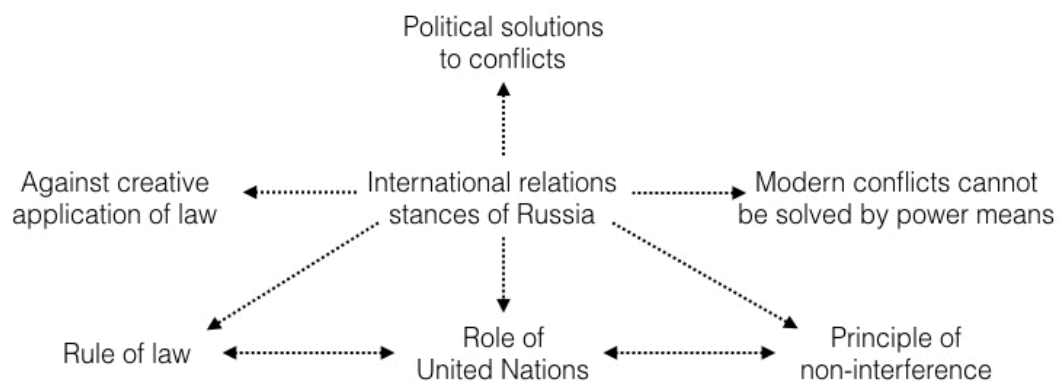 Political solutions
to conflicts
Against creative
application of law
International relations
stances of Russia
Modern conflicts cannot
be solved by power means
Rule of law
Role of
United Nations
Principle of
non-interference